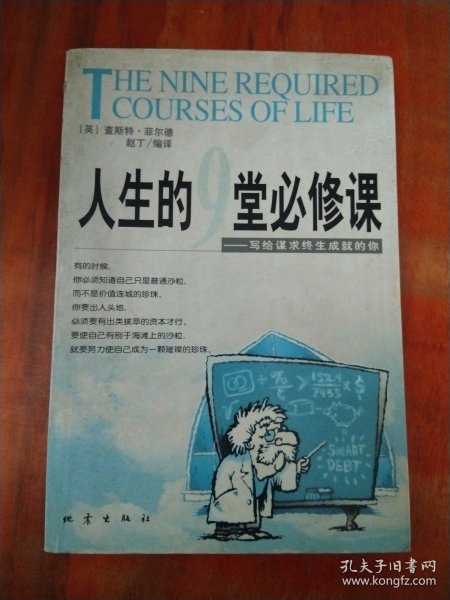 THE NINE REQUIRED
COURSES OF LIFE
[英] 查斯特·菲尔德
赵丁/编译
人生的9堂必修课
——写给谋求终生成就的你
有的时候，
你必须知道自己只是普通沙粒，
而不是价值连城的珍珠。
你要出人头地，
必须要有出类拔萃的资本才行。
要使自己有别于海滩上的沙粒，
就要努力使自己成为一颗璀璨的珍珠。
SMART
DEBT
地震出版社
孔夫子旧书网
www.kongfz.com